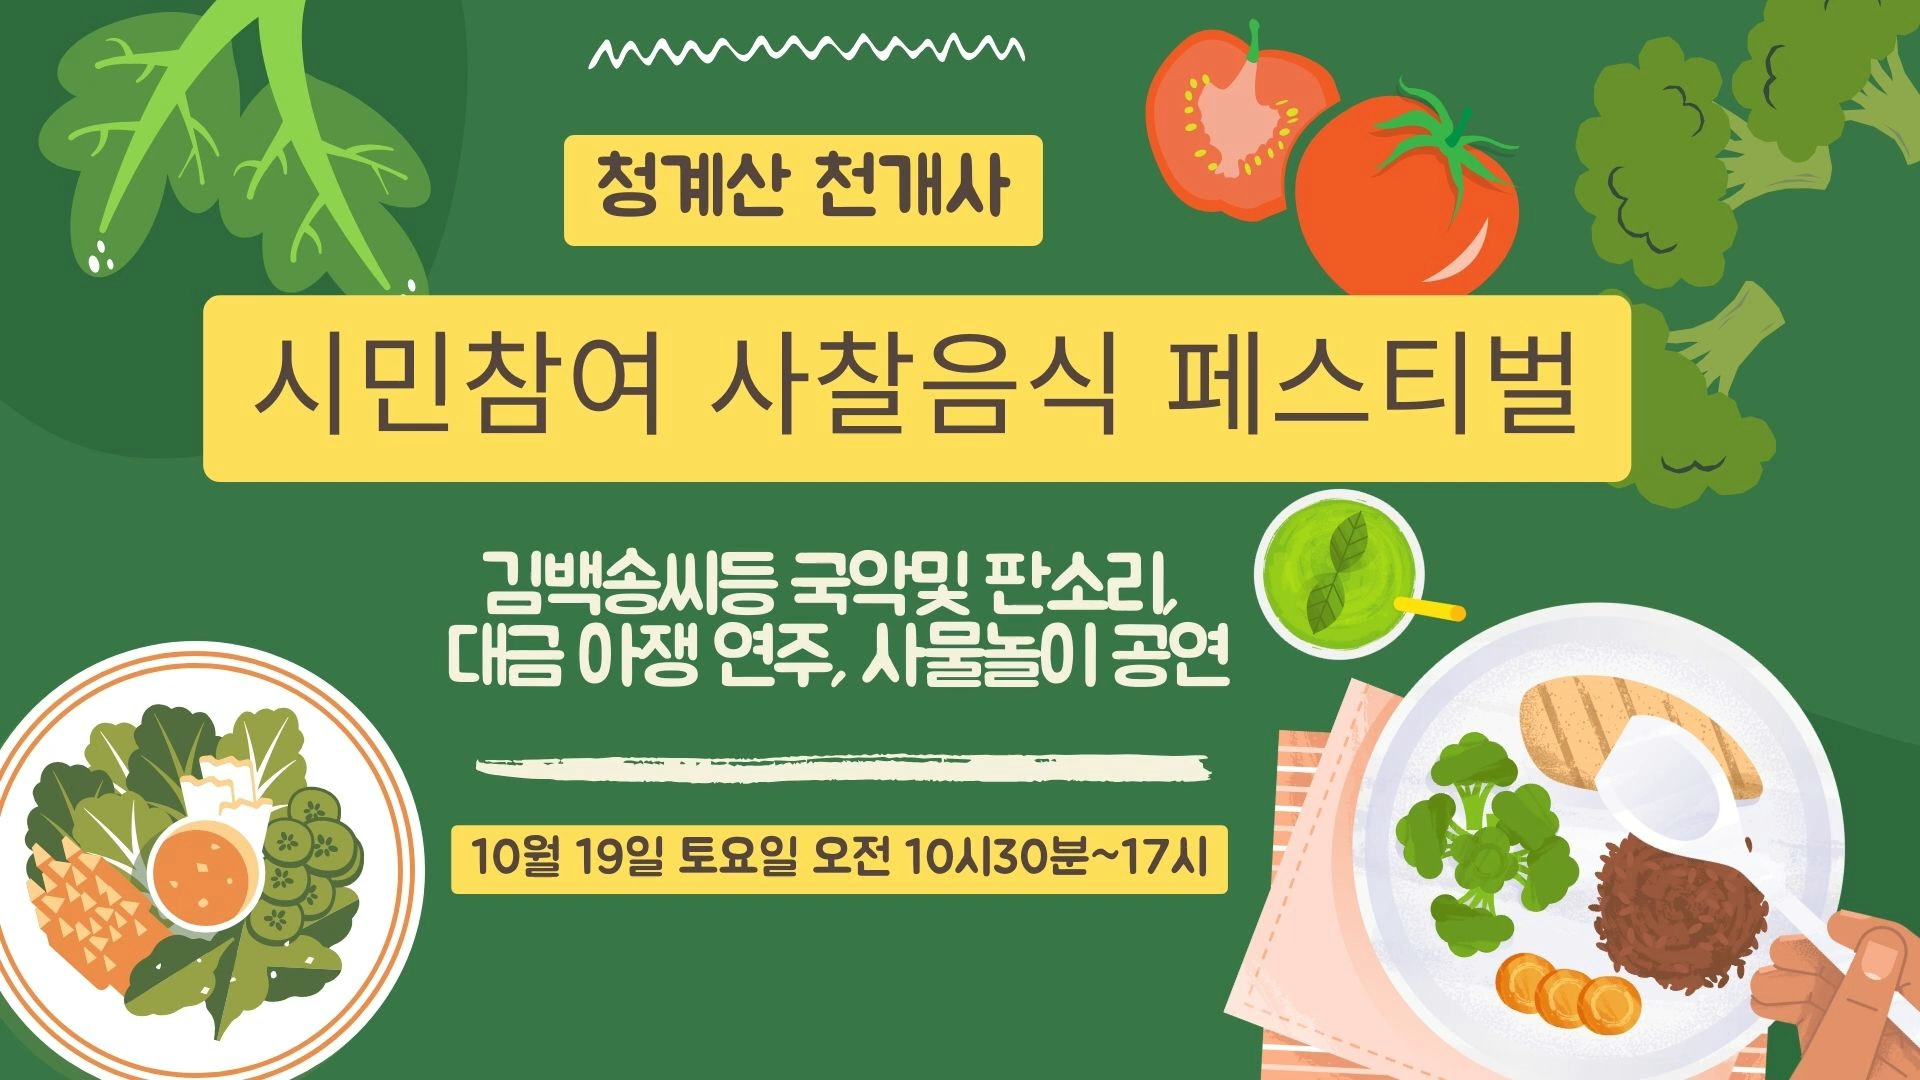 청계산 천개사
시민참여 사찰음식 페스티벌
김백송씨등 국악및 판소리,
대금 아쟁 연주, 사물놀이 공연
10월 19일 토요일 오전 10시30분~17시